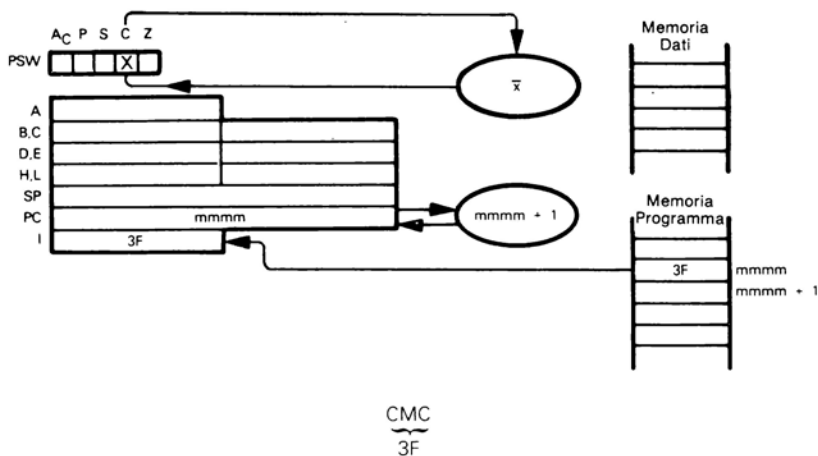 AC P S C Z
PSW X
x̄
Memoria
Dati
A
B,C
D,E
H,L
SP
PC mmmm
mmmm + 1
I 3F
Memoria
Programma
3F mmmm
mmmm + 1
CMC
3F